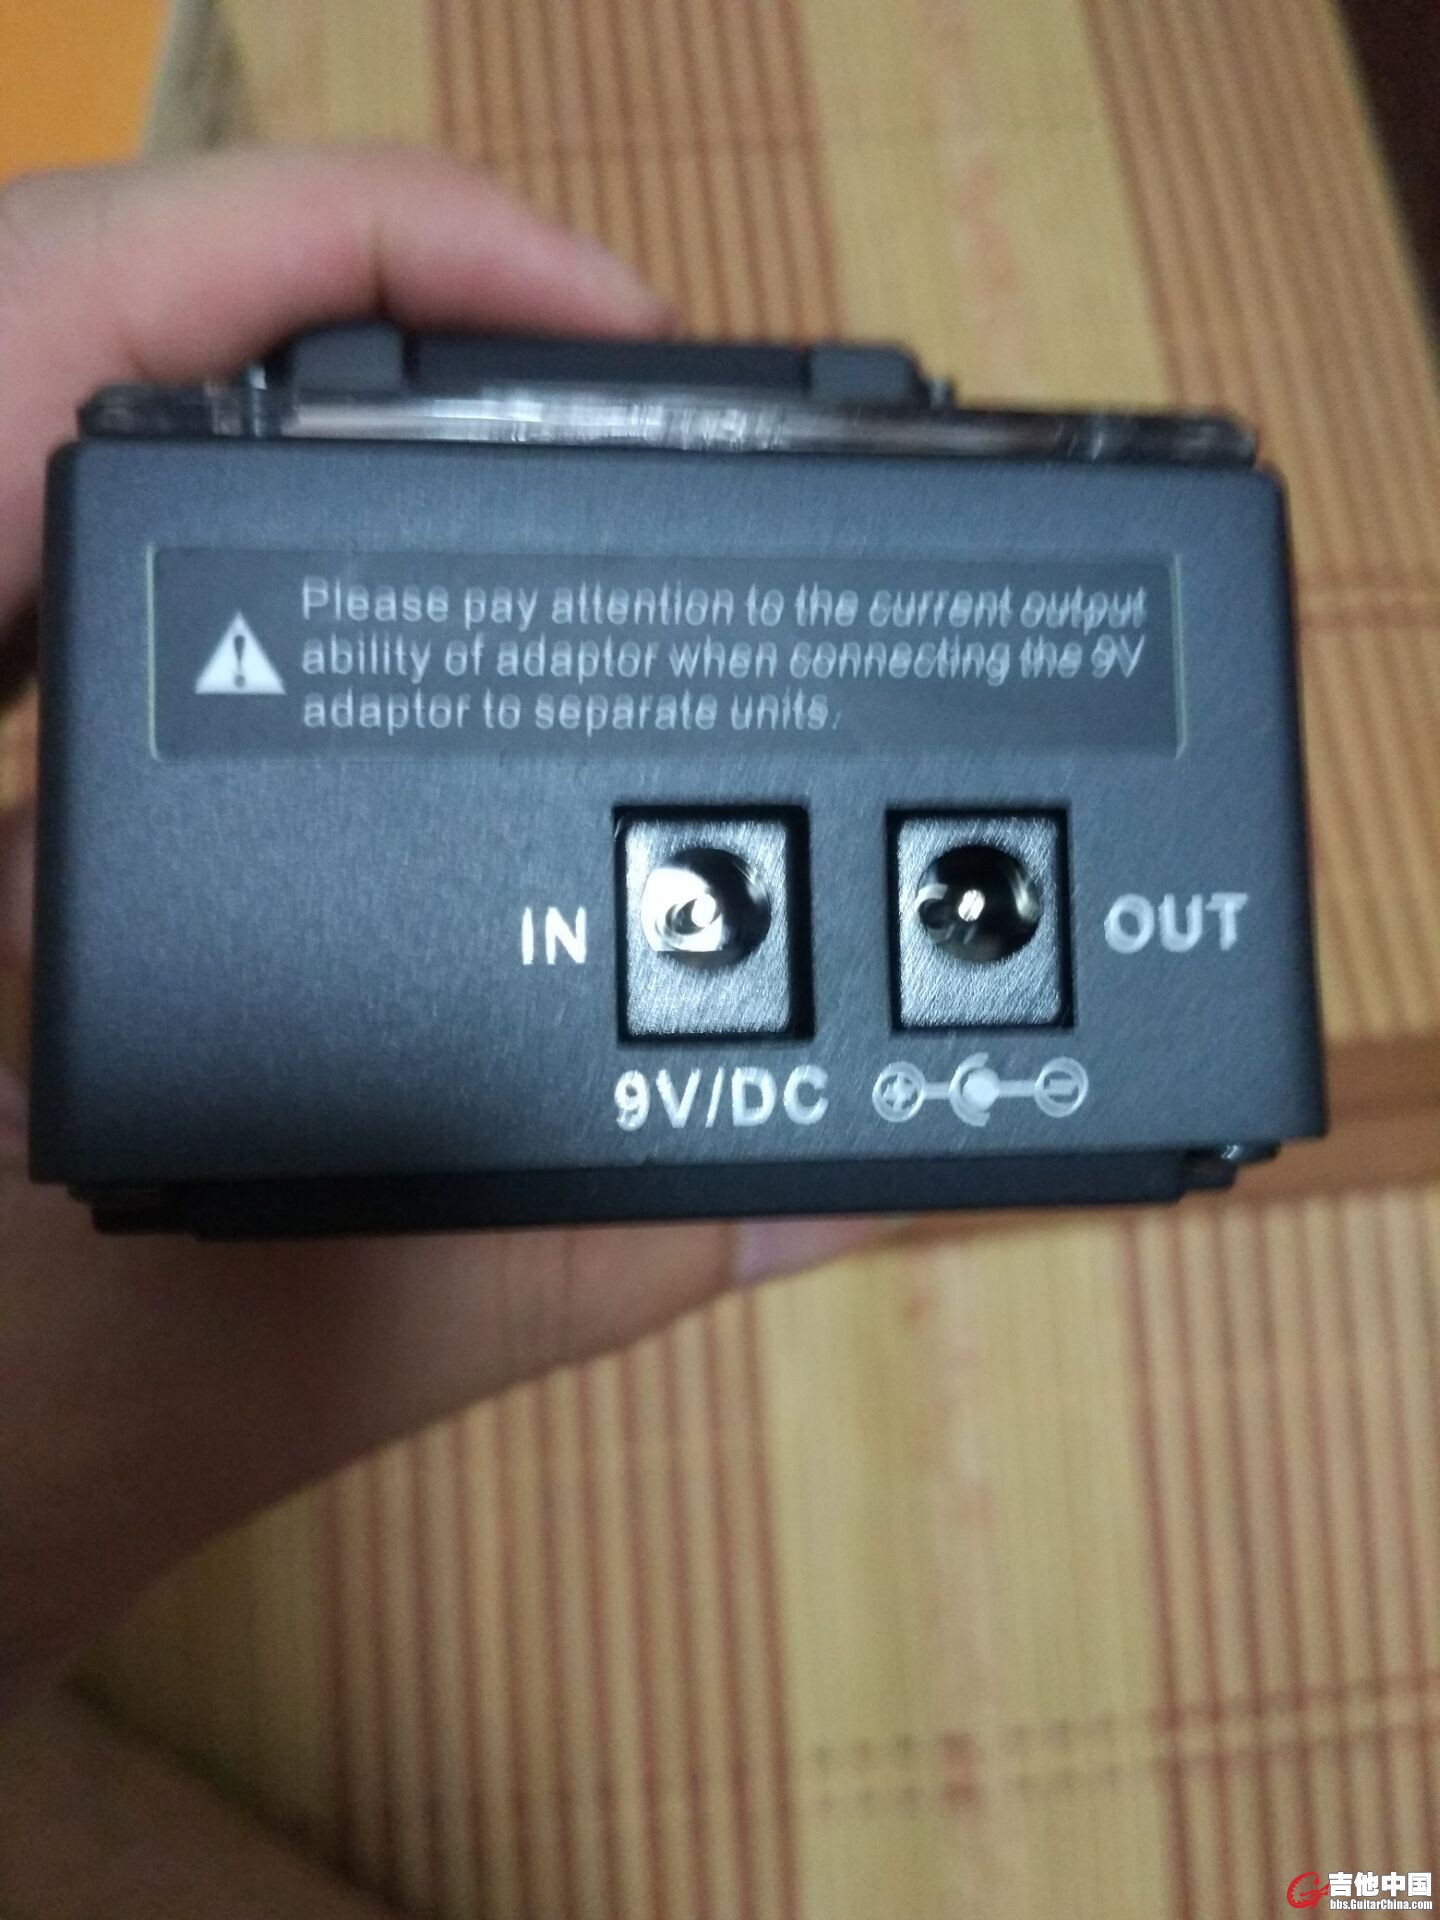 Please pay attention to the current output
ability of adaptor when connecting the 9V
adaptor to separate units.
IN
OUT
9V/DC
吉他中国
bbs.GuitarChina.com